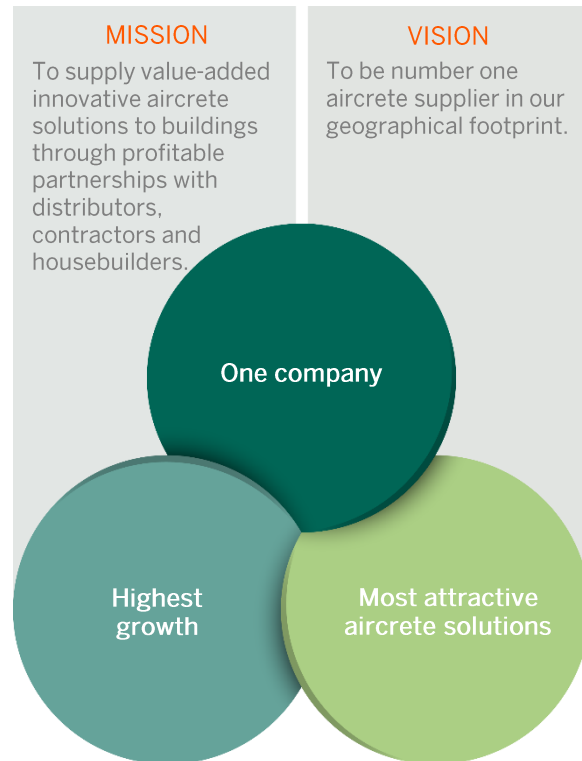 MISSION
To supply value-added
innovative aircrete
solutions to buildings
through profitable
partnerships with
distributors,
contractors and
housebuilders.
VISION
To be number one
aircrete supplier in our
geographical footprint.
One company
Highest
growth
Most attractive
aircrete solutions